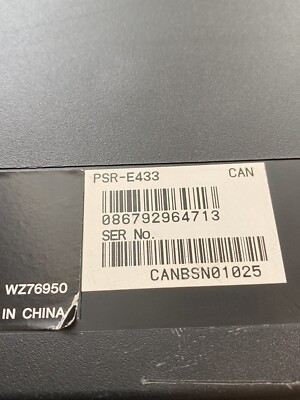 PSR-E433 CAN
086792964713
SER No.
CANBSN01025
WZ76950
IN CHINA